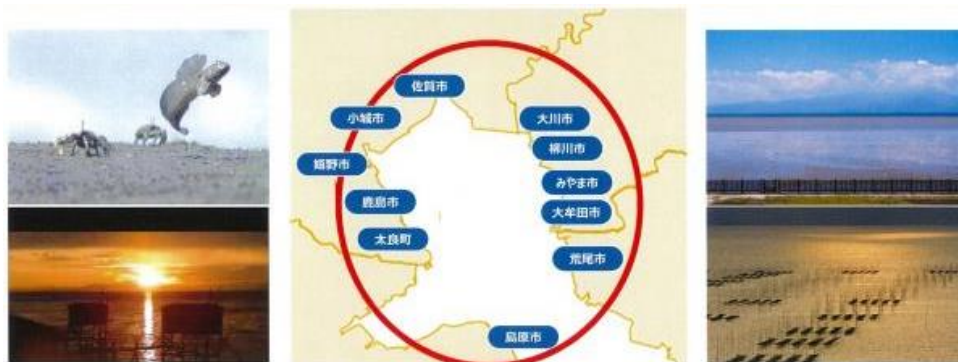 佐賀市
小城市
大川市
柳川市
嬉野市
みやま市
鹿島市
大牟田市
太良町
荒尾市
島原市